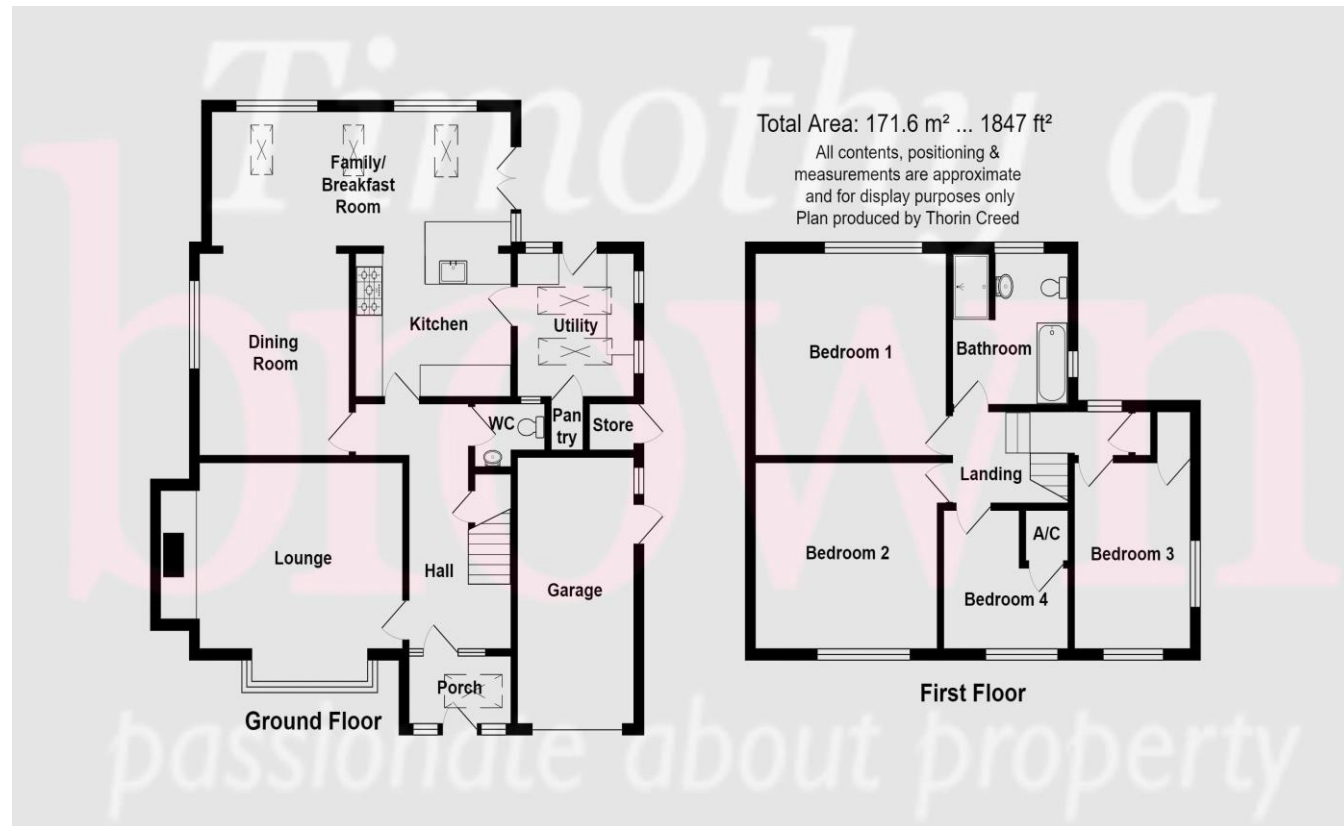 Timothy a
brown
passionate about property
Total Area: 171.6 m² ... 1847 ft²
All contents, positioning &
measurements are approximate
and for display purposes only
Plan produced by Thorin Creed
Family/
Breakfast
Room
Kitchen
Utility
Dining
Room
WC
Pan
try
Store
Lounge
Hall
Garage
Porch
Ground Floor
Bedroom 1
Bathroom
Landing
Bedroom 2
A/C
Bedroom 3
Bedroom 4
First Floor